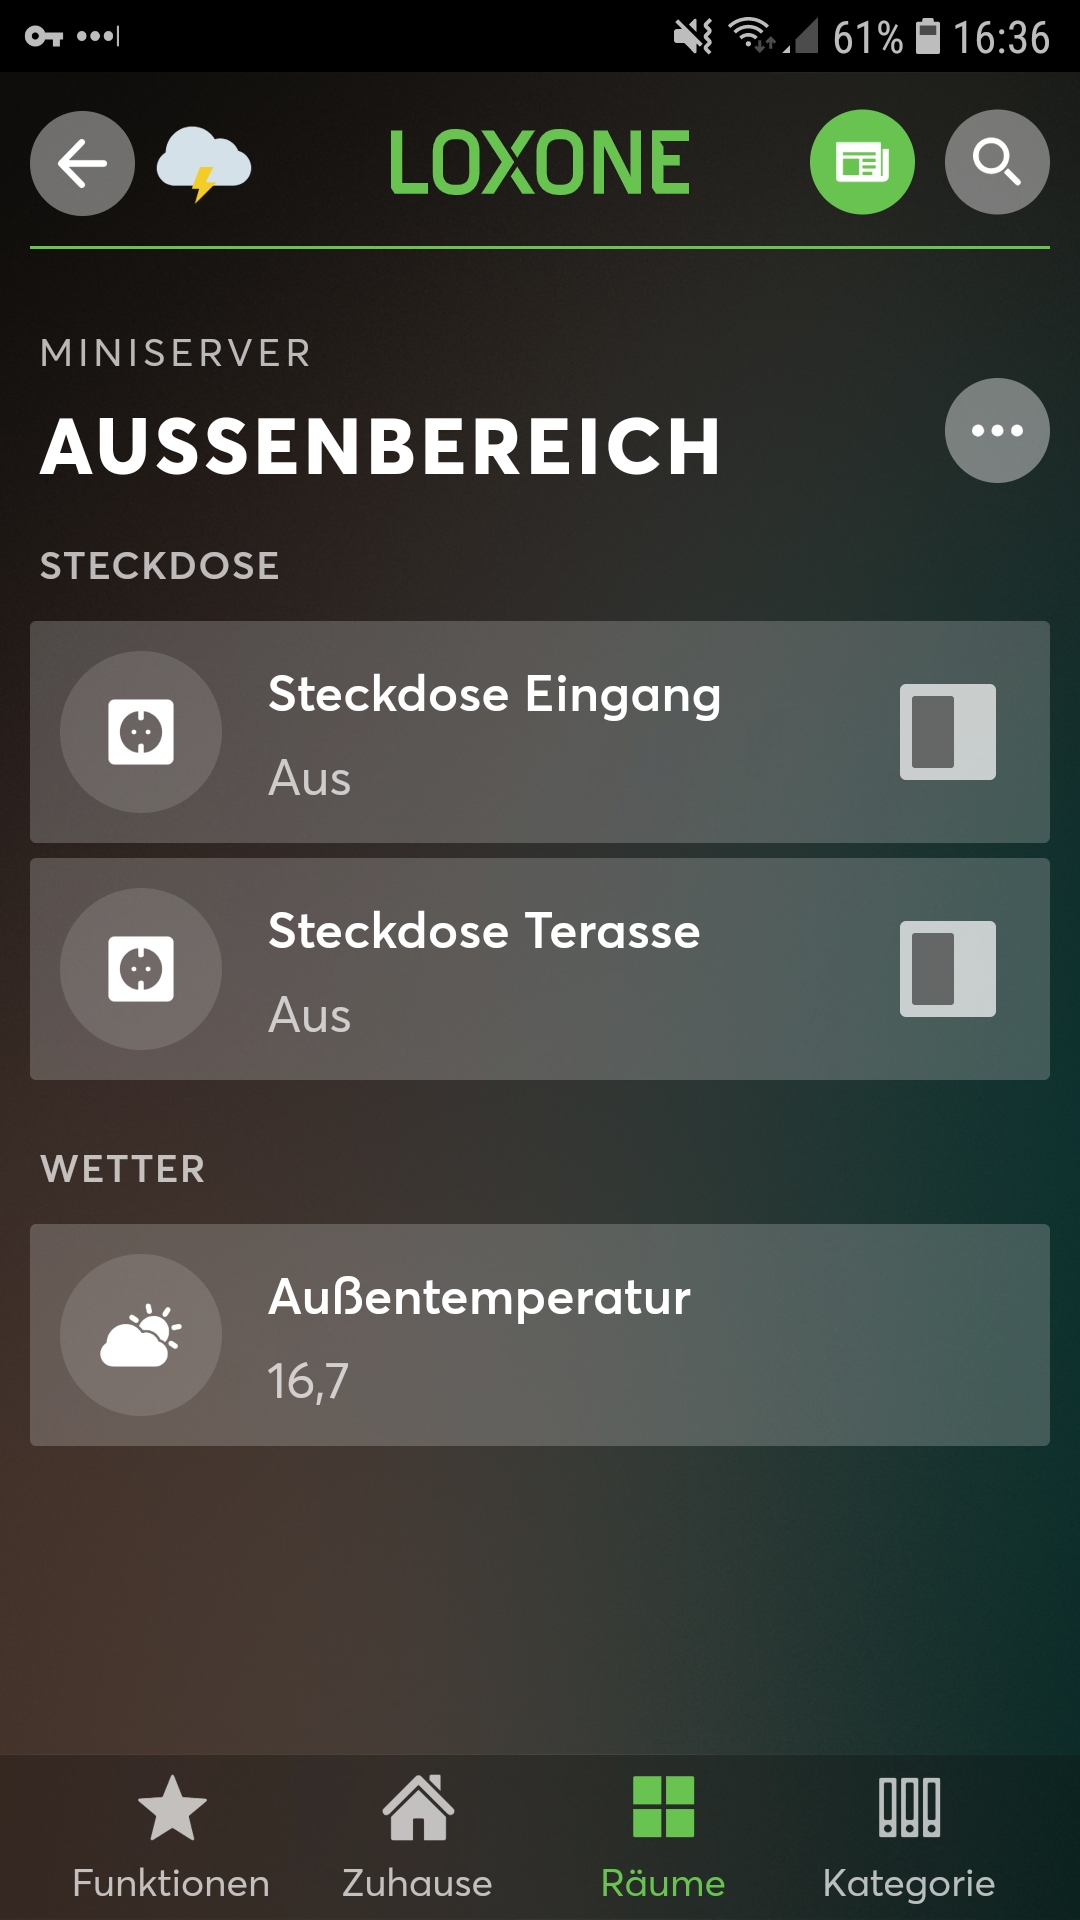 61% 16:36
LOXONE
MINISERVER
AUSSENBEREICH
STECKDOSE
Steckdose Eingang
Aus
Steckdose Terasse
Aus
WETTER
Außentemperatur
16,7
Funktionen Zuhause Räume Kategorie